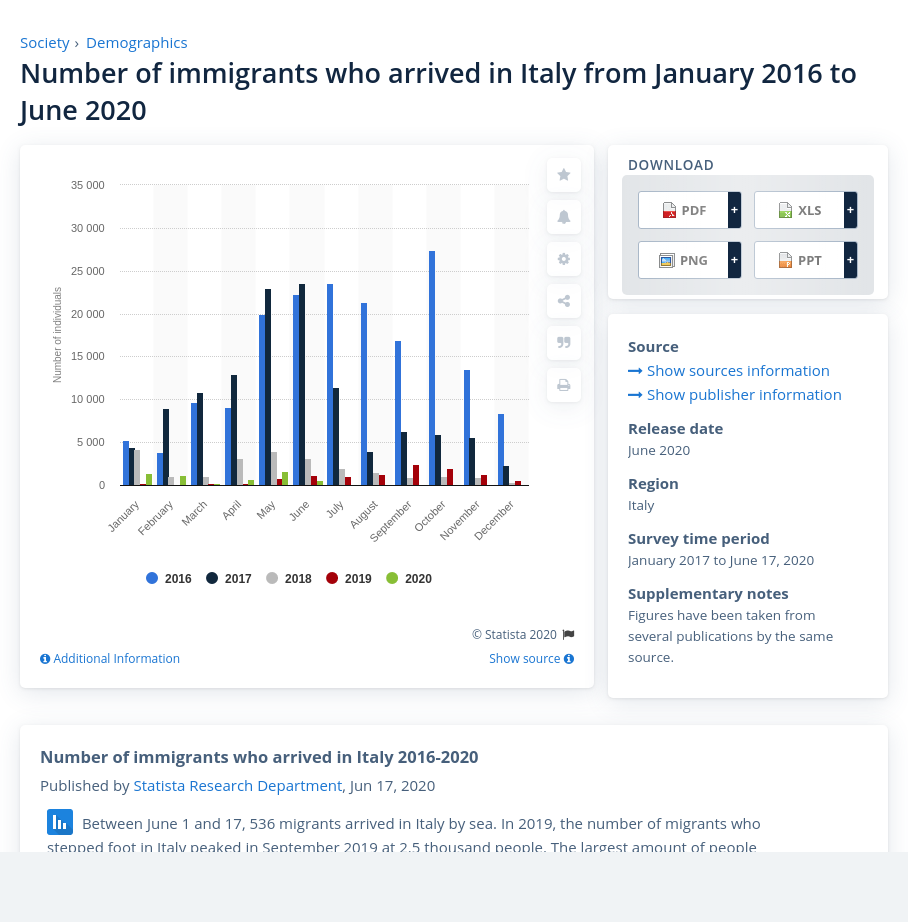 Society › Demographics
Number of immigrants who arrived in Italy from January 2016 to
June 2020
35 000
30 000
25 000
20 000
15 000
10 000
5 000
0
Number of individuals
January
February
March
April
May
June
July
August
September
October
November
December
2016 2017 2018 2019 2020
© Statista 2020
Additional Information
Show source
DOWNLOAD
PDF + XLS +
PNG + PPT +
Source
Show sources information
Show publisher information
Release date
June 2020
Region
Italy
Survey time period
January 2017 to June 17, 2020
Supplementary notes
Figures have been taken from
several publications by the same
source.
Number of immigrants who arrived in Italy 2016-2020
Published by Statista Research Department, Jun 17, 2020
Between June 1 and 17, 536 migrants arrived in Italy by sea. In 2019, the number of migrants who
stepped foot in Italy peaked in September 2019 at 2.5 thousand people. The largest amount of people